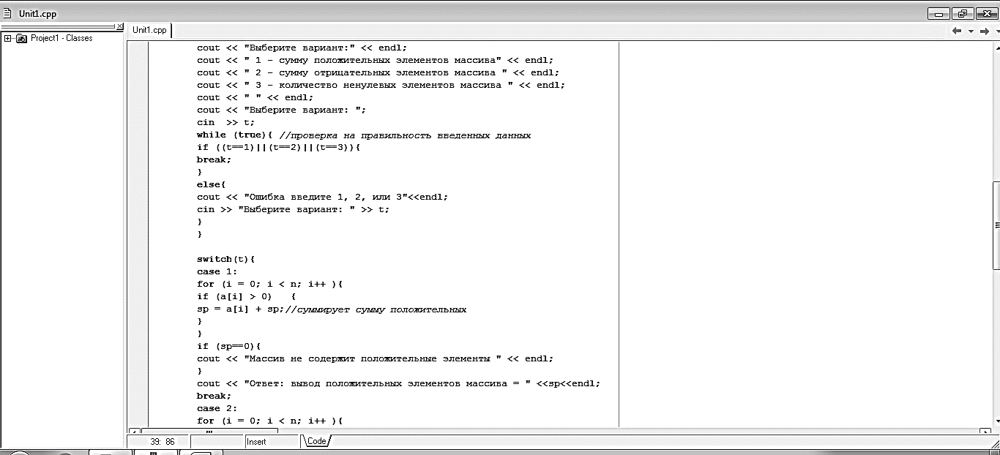 Unit1.cpp
Project1 - Classes
Unit1.cpp
cout << "Выберите вариант:" << endl;
cout << " 1 - сумму положительных элементов массива" << endl;
cout << " 2 - сумму отрицательных элементов массива " << endl;
cout << " 3 - количество ненулевых элементов массива " << endl;
cout << " " << endl;
cout << "Выберите вариант: ";
cin  >> t;
while (true){ //проверка на правильность введенных данных
if ((t==1)||(t==2)||(t==3)){
break;
}
else{
cout << "Ошибка введите 1, 2, или 3"<<endl;
cin >> "Выберите вариант: " >> t;
}
}
switch(t){
case 1:
for (i = 0; i < n; i++ ){
if (a[i] > 0)   {
sp = a[i] + sp;//суммирует сумму положительных
}
}
if (sp==0){
cout << "Массив не содержит положительные элементы " << endl;
}
cout << "Ответ: вывод положительных элементов массива = " <<sp<<endl;
break;
case 2:
for (i = 0; i < n; i++ ){
39: 86
Insert
Code